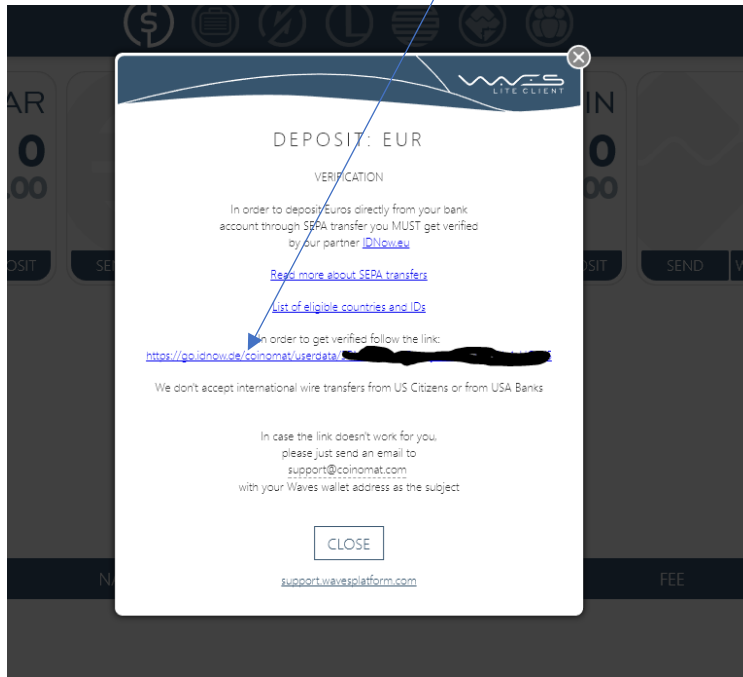 AR
IN
0
0
.00
00
WAVES
LITE CLIENT
DEPOSIT: EUR
VERIFICATION
In order to deposit Euros directly from your bank
account through SEPA transfer you MUST get verified
by our partner IDNow.eu
Read more about SEPA transfers
List of eligible countries and IDs
In order to get verified follow the link:
https://go.idnow.de/coinomat/userdata/
We don't accept international wire transfers from US Citizens or from USA Banks
In case the link doesn't work for you,
please just send an email to
support@coinomat.com
with your Waves wallet address as the subject
CLOSE
support.wavesplatform.com
OSIT
SE
OSIT
SEND
W
NA
FEE